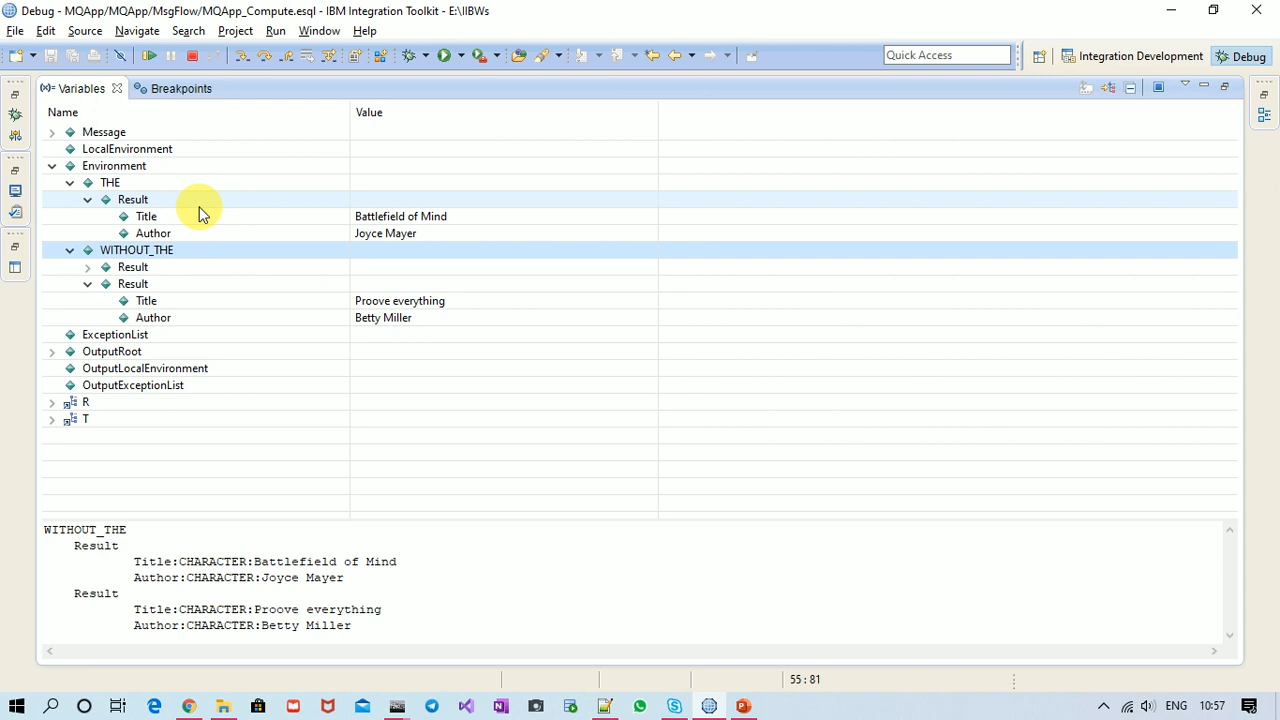 Debug - MQApp/MQApp/MsgFlow/MQApp_Compute.esql - IBM Integration Toolkit - E:\IIBWs
File Edit Source Navigate Search Project Run Window Help
Quick Access Integration Development Debug
(x)= Variables Breakpoints
Name Value
Message
LocalEnvironment
Environment
THE
Result
Title Battlefield of Mind
Author Joyce Mayer
WITHOUT_THE
Result
Result
Title Proove everything
Author Betty Miller
ExceptionList
OutputRoot
OutputLocalEnvironment
OutputExceptionList
R
T
WITHOUT_THE
Result
Title:CHARACTER:Battlefield of Mind
Author:CHARACTER:Joyce Mayer
Result
Title:CHARACTER:Proove everything
Author:CHARACTER:Betty Miller
55 : 81
ENG 10:57